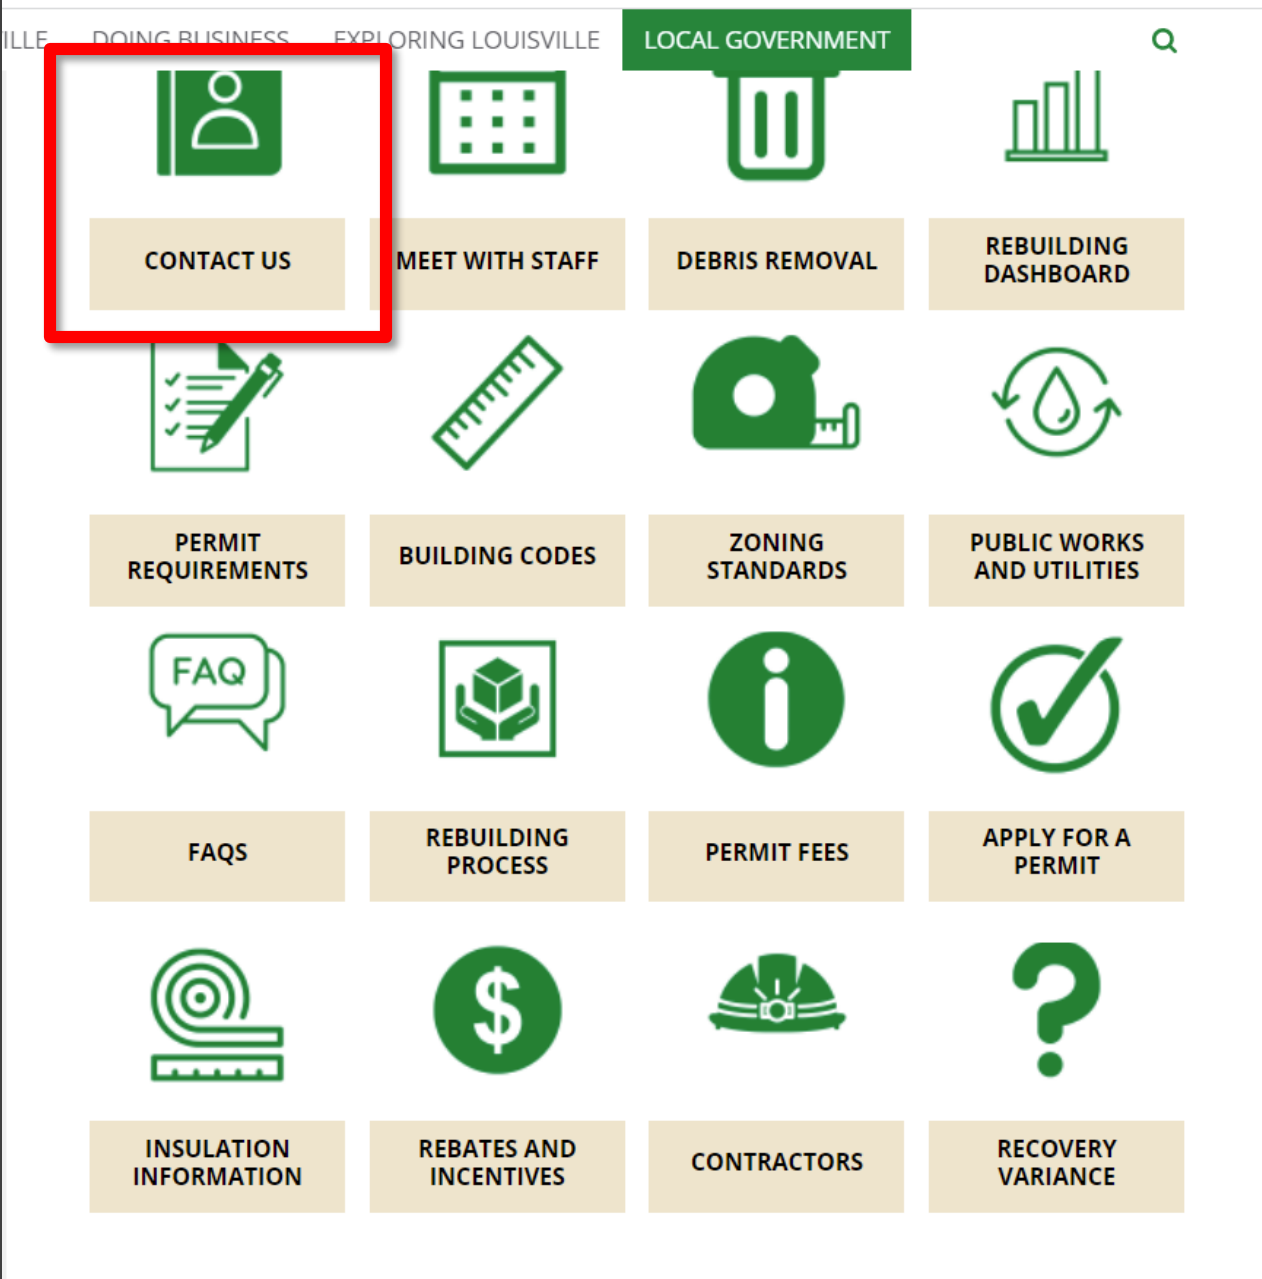 ILLE DOING BUSINESS EXPLORING LOUISVILLE LOCAL GOVERNMENT
CONTACT US
MEET WITH STAFF
DEBRIS REMOVAL
REBUILDING
DASHBOARD
PERMIT
REQUIREMENTS
BUILDING CODES
ZONING
STANDARDS
PUBLIC WORKS
AND UTILITIES
FAQ
FAQS
REBUILDING
PROCESS
PERMIT FEES
APPLY FOR A
PERMIT
$
INSULATION
INFORMATION
REBATES AND
INCENTIVES
CONTRACTORS
RECOVERY
VARIANCE